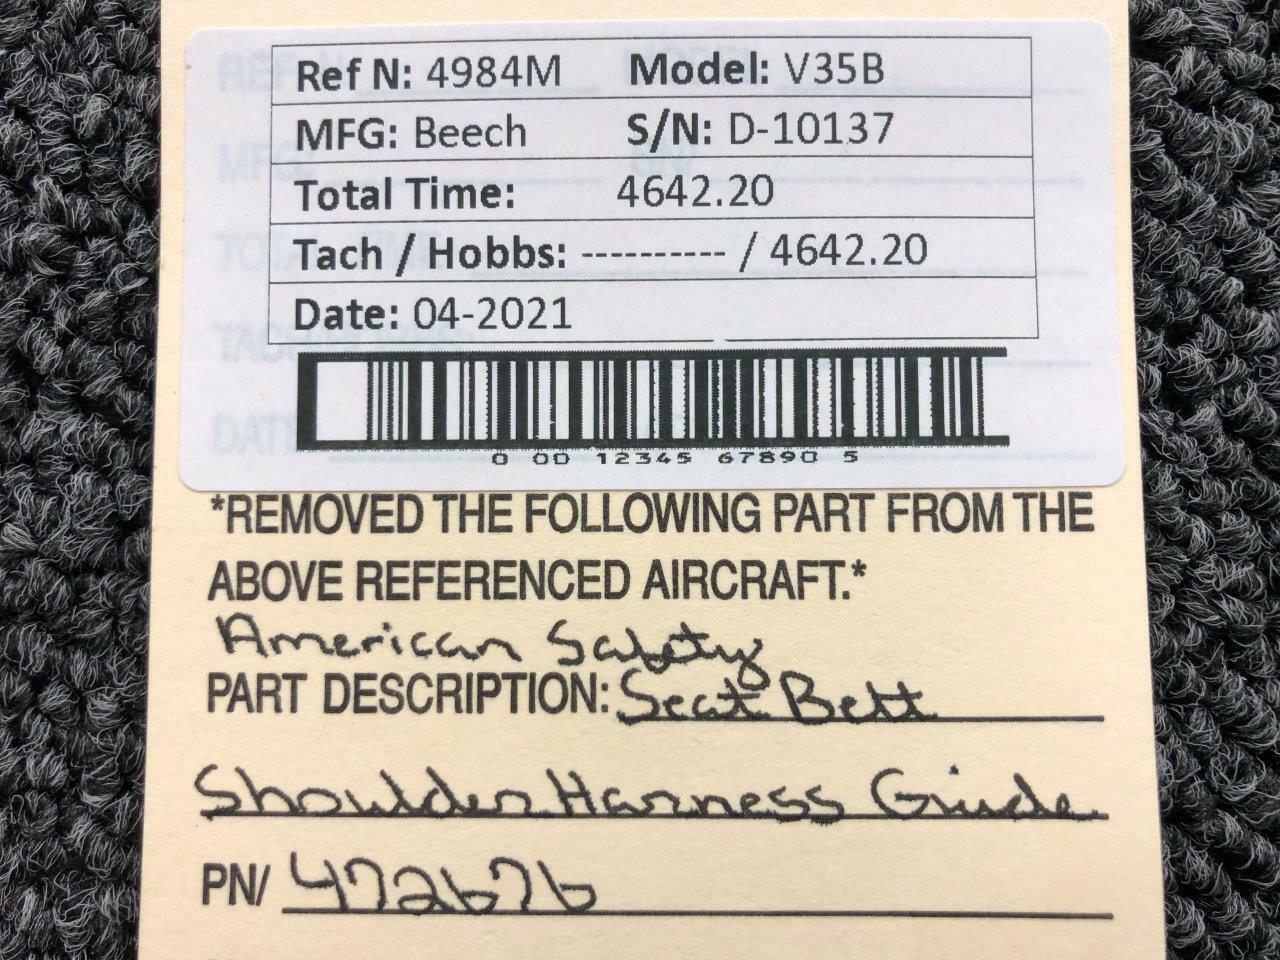 Ref N: 4984M Model: V35B
MFG: Beech S/N: D-10137
Total Time: 4642.20
Tach / Hobbs: ---------- / 4642.20
Date: 04-2021
0 00 12345 67890 5
*REMOVED THE FOLLOWING PART FROM THE
ABOVE REFERENCED AIRCRAFT.*
American Safety
PART DESCRIPTION: Seat Belt
Shoulder Harness Giude
PN/ 472676